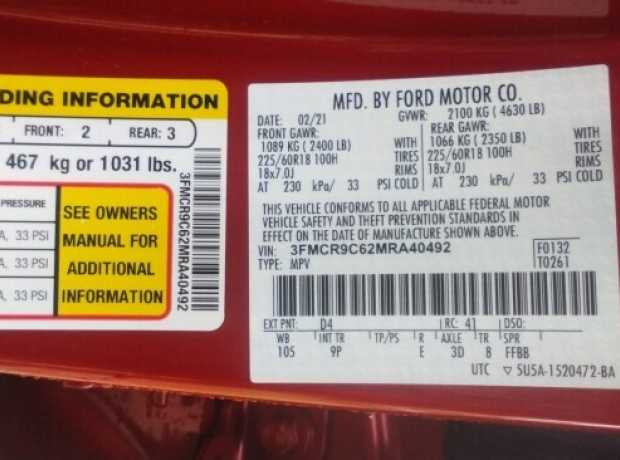 DING INFORMATION
FRONT: 2 REAR: 3
467 kg or 1031 lbs.
PRESSURE
A, 33 PSI
A, 33 PSI
A, 33 PSI
SEE OWNERS
MANUAL FOR
ADDITIONAL
INFORMATION
3FMCR9C62MRA40492
MFD. BY FORD MOTOR CO.
DATE: 02/21 GVWR: 2100 KG ( 4630 LB)
FRONT GAWR: REAR GAWR:
1089 KG ( 2400 LB) WITH 1066 KG ( 2350 LB) WITH
225/60R18 100H TIRES 225/60R18 100H TIRES
18x7.0J RIMS 18x7.0J RIMS
AT 230 kPa/ 33 PSI COLD AT 230 kPa/ 33 PSI COLD
THIS VEHICLE CONFORMS TO ALL APPLICABLE FEDERAL MOTOR
VEHICLE SAFETY AND THEFT PREVENTION STANDARDS IN
EFFECT ON THE DATE OF MANUFACTURE SHOWN ABOVE.
VIN: 3FMCR9C62MRA40492 F0132
TYPE: MPV T0261
EXT PNT: D4 RC: 41 DSO:
WB INT TR TP/PS R AXLE TR SPR
105 9P E 3D 8 FFBB
UTC ▽ 5U5A-1520472-BA